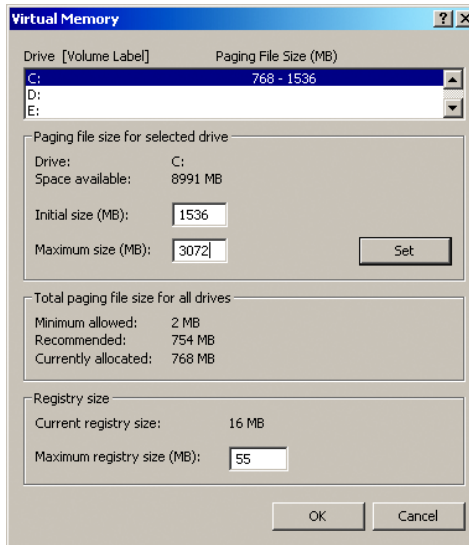 Virtual Memory
Drive [Volume Label] Paging File Size (MB)
C: 768 - 1536
D:
E:
Paging file size for selected drive
Drive: C:
Space available: 8991 MB
Initial size (MB): 1536
Maximum size (MB): 3072 Set
Total paging file size for all drives
Minimum allowed: 2 MB
Recommended: 754 MB
Currently allocated: 768 MB
Registry size
Current registry size: 16 MB
Maximum registry size (MB): 55
OK Cancel